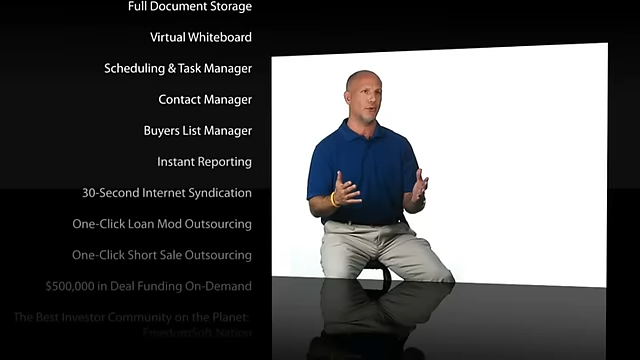 Full Document Storage
Virtual Whiteboard
Scheduling & Task Manager
Contact Manager
Buyers List Manager
Instant Reporting
30-Second Internet Syndication
One-Click Loan Mod Outsourcing
One-Click Short Sale Outsourcing
$500,000 in Deal Funding On-Demand
The Best Investor Community on the Planet:
FreedomSoft Nation